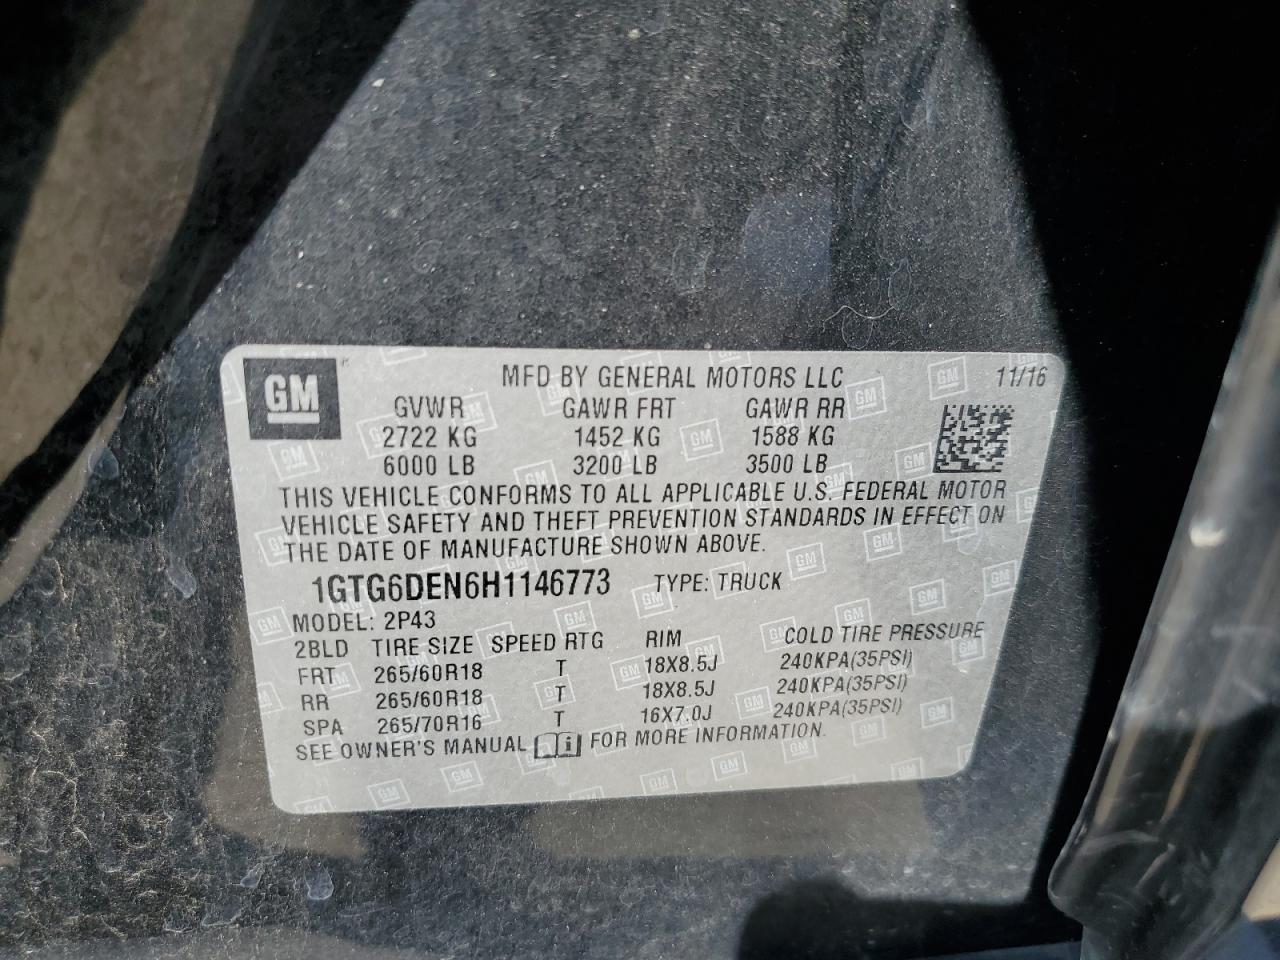 GM
MFD BY GENERAL MOTORS LLC 11/16
GVWR GAWR FRT GAWR RR
2722 KG 1452 KG 1588 KG
6000 LB 3200 LB 3500 LB
THIS VEHICLE CONFORMS TO ALL APPLICABLE U.S. FEDERAL MOTOR
VEHICLE SAFETY AND THEFT PREVENTION STANDARDS IN EFFECT ON
THE DATE OF MANUFACTURE SHOWN ABOVE.
1GTG6DEN6H1146773 TYPE: TRUCK
MODEL: 2P43
2BLD TIRE SIZE SPEED RTG RIM COLD TIRE PRESSURE
FRT 265/60R18 T 18X8.5J 240KPA(35PSI)
RR 265/60R18 T 18X8.5J 240KPA(35PSI)
SPA 265/70R16 T 16X7.0J 240KPA(35PSI)
SEE OWNER'S MANUAL i FOR MORE INFORMATION.